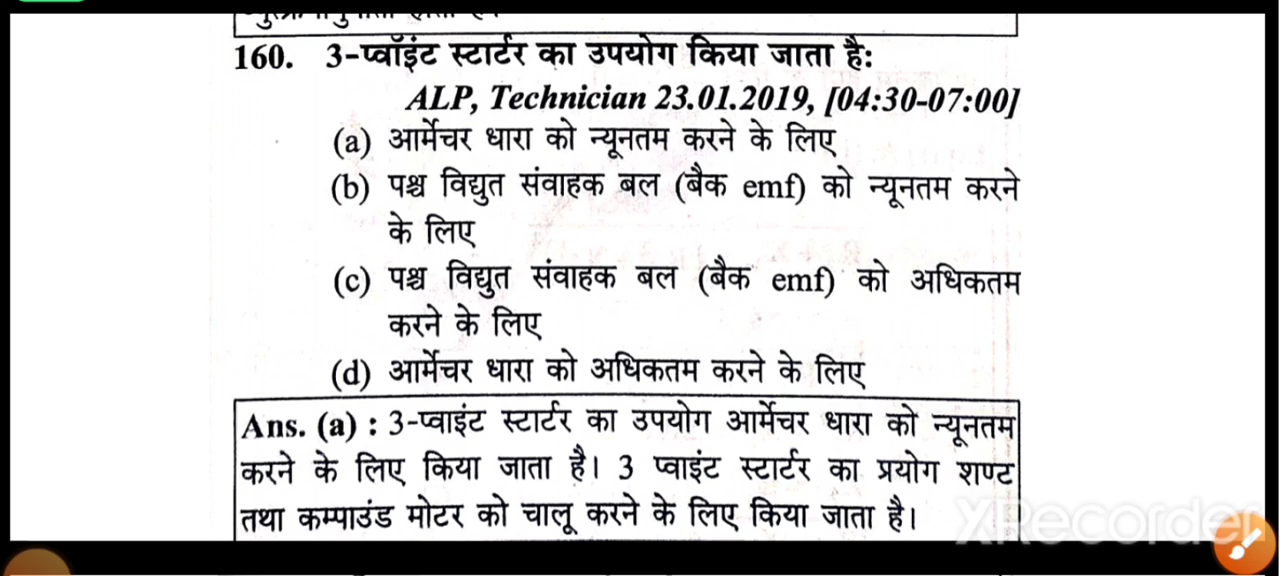 160. 3-प्वॉइंट स्टार्टर का उपयोग किया जाता है:
ALP, Technician 23.01.2019, [04:30-07:00]
(a) आर्मेचर धारा को न्यूनतम करने के लिए
(b) पश्च विद्युत संवाहक बल (बैक emf) को न्यूनतम करने
के लिए
(c) पश्च विद्युत संवाहक बल (बैक emf) को अधिकतम
करने के लिए
(d) आर्मेचर धारा को अधिकतम करने के लिए
Ans. (a) : 3-प्वाइंट स्टार्टर का उपयोग आर्मेचर धारा को न्यूनतम
करने के लिए किया जाता है। 3 प्वाइंट स्टार्टर का प्रयोग शण्ट
तथा कम्पाउंड मोटर को चालू करने के लिए किया जाता है।
XRecorder